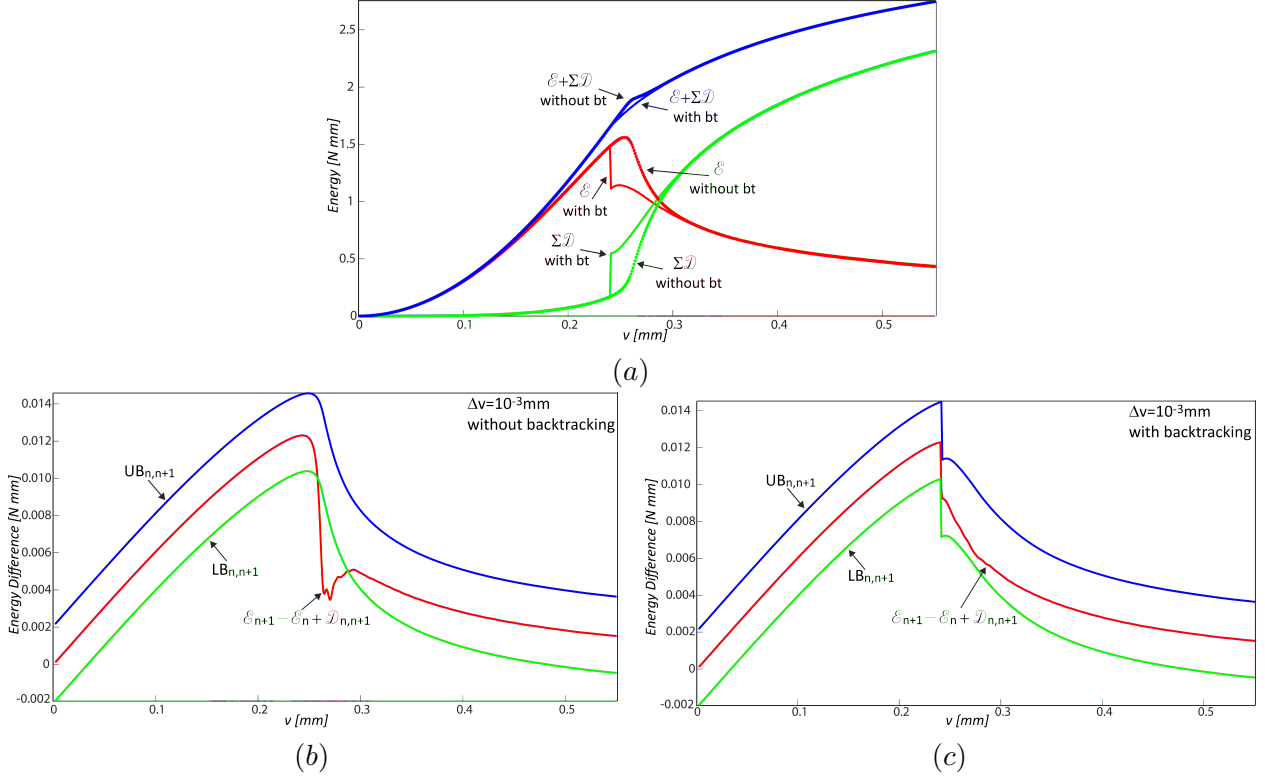 2.5
2
1.5
1
0.5
0
Energy [N mm]
ℰ+Σ𝒟
without bt
ℰ+Σ𝒟
with bt
ℰ
with bt
ℰ
without bt
Σ𝒟
with bt
Σ𝒟
without bt
0 0.1 0.2 0.3 0.4 0.5
v [mm]
(a)
0.014
0.012
0.010
0.008
0.006
0.004
0.002
0
-0.002
Energy Difference [N mm]
Δv=10⁻³mm
without backtracking
UBn,n+1
LBn,n+1
ℰn+1−ℰn+𝒟n,n+1
0 0.1 0.2 0.3 0.4 0.5
v [mm]
(b)
0.014
0.012
0.010
0.008
0.006
0.004
0.002
0
-0.002
Energy Difference [N mm]
Δv=10⁻³mm
with backtracking
UBn,n+1
LBn,n+1
ℰn+1−ℰn+𝒟n,n+1
0 0.1 0.2 0.3 0.4 0.5
v [mm]
(c)